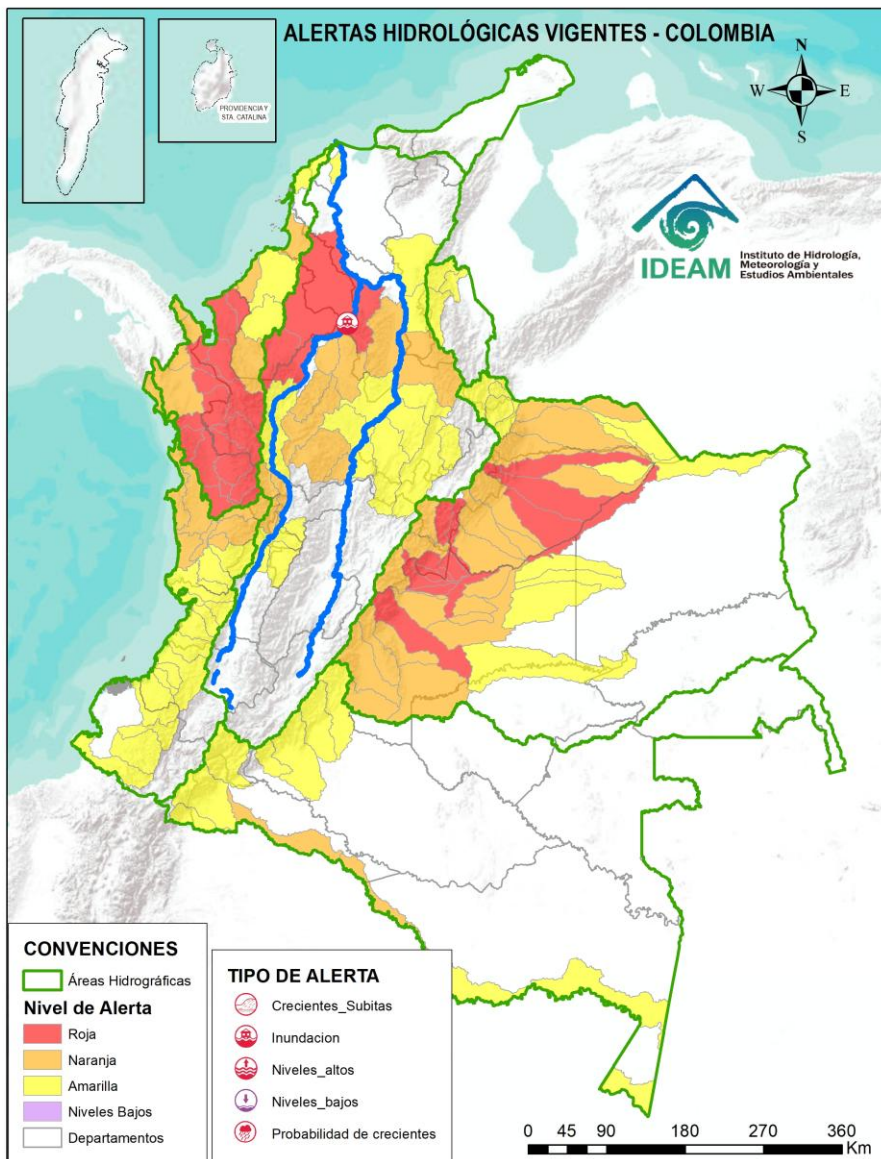 ALERTAS HIDROLÓGICAS VIGENTES - COLOMBIA
PROVIDENCIA Y
STA. CATALINA
N
W
E
S
IDEAM
Instituto de Hidrología,
Meteorología y
Estudios Ambientales
CONVENCIONES
Áreas Hidrográficas
Nivel de Alerta
Roja
Naranja
Amarilla
Niveles Bajos
Departamentos
TIPO DE ALERTA
Crecientes_Subitas
Inundacion
Niveles_altos
Niveles_bajos
Probabilidad de crecientes
0 45 90 180 270 360
Km